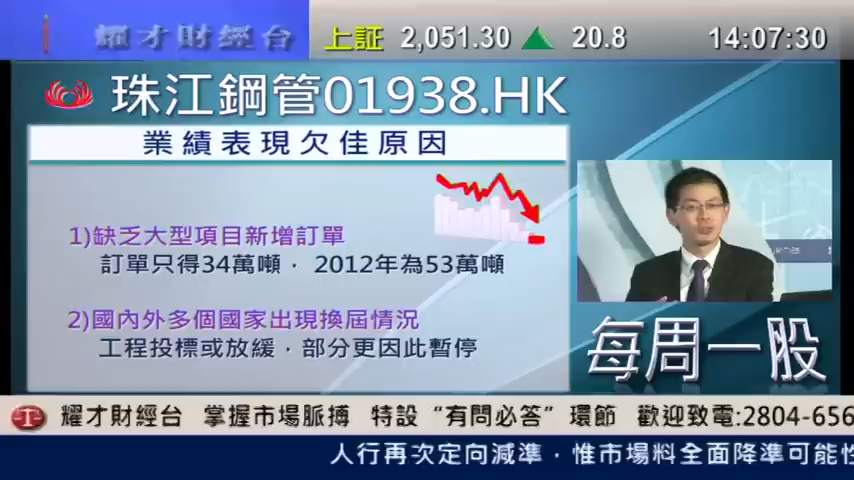 耀才財經台
上証 2,051.30 20.8 14:07:30
珠江鋼管01938.HK
業績表現欠佳原因
1)缺乏大型項目新增訂單
訂單只得34萬噸， 2012年為53萬噸
2)國內外多個國家出現換屆情況
工程投標或放緩，部分更因此暫停
每周一股
耀才財經台 掌握市場脈搏 特設“有問必答”環節 歡迎致電:2804-656
人行再次定向減準，惟市場料全面降準可能性